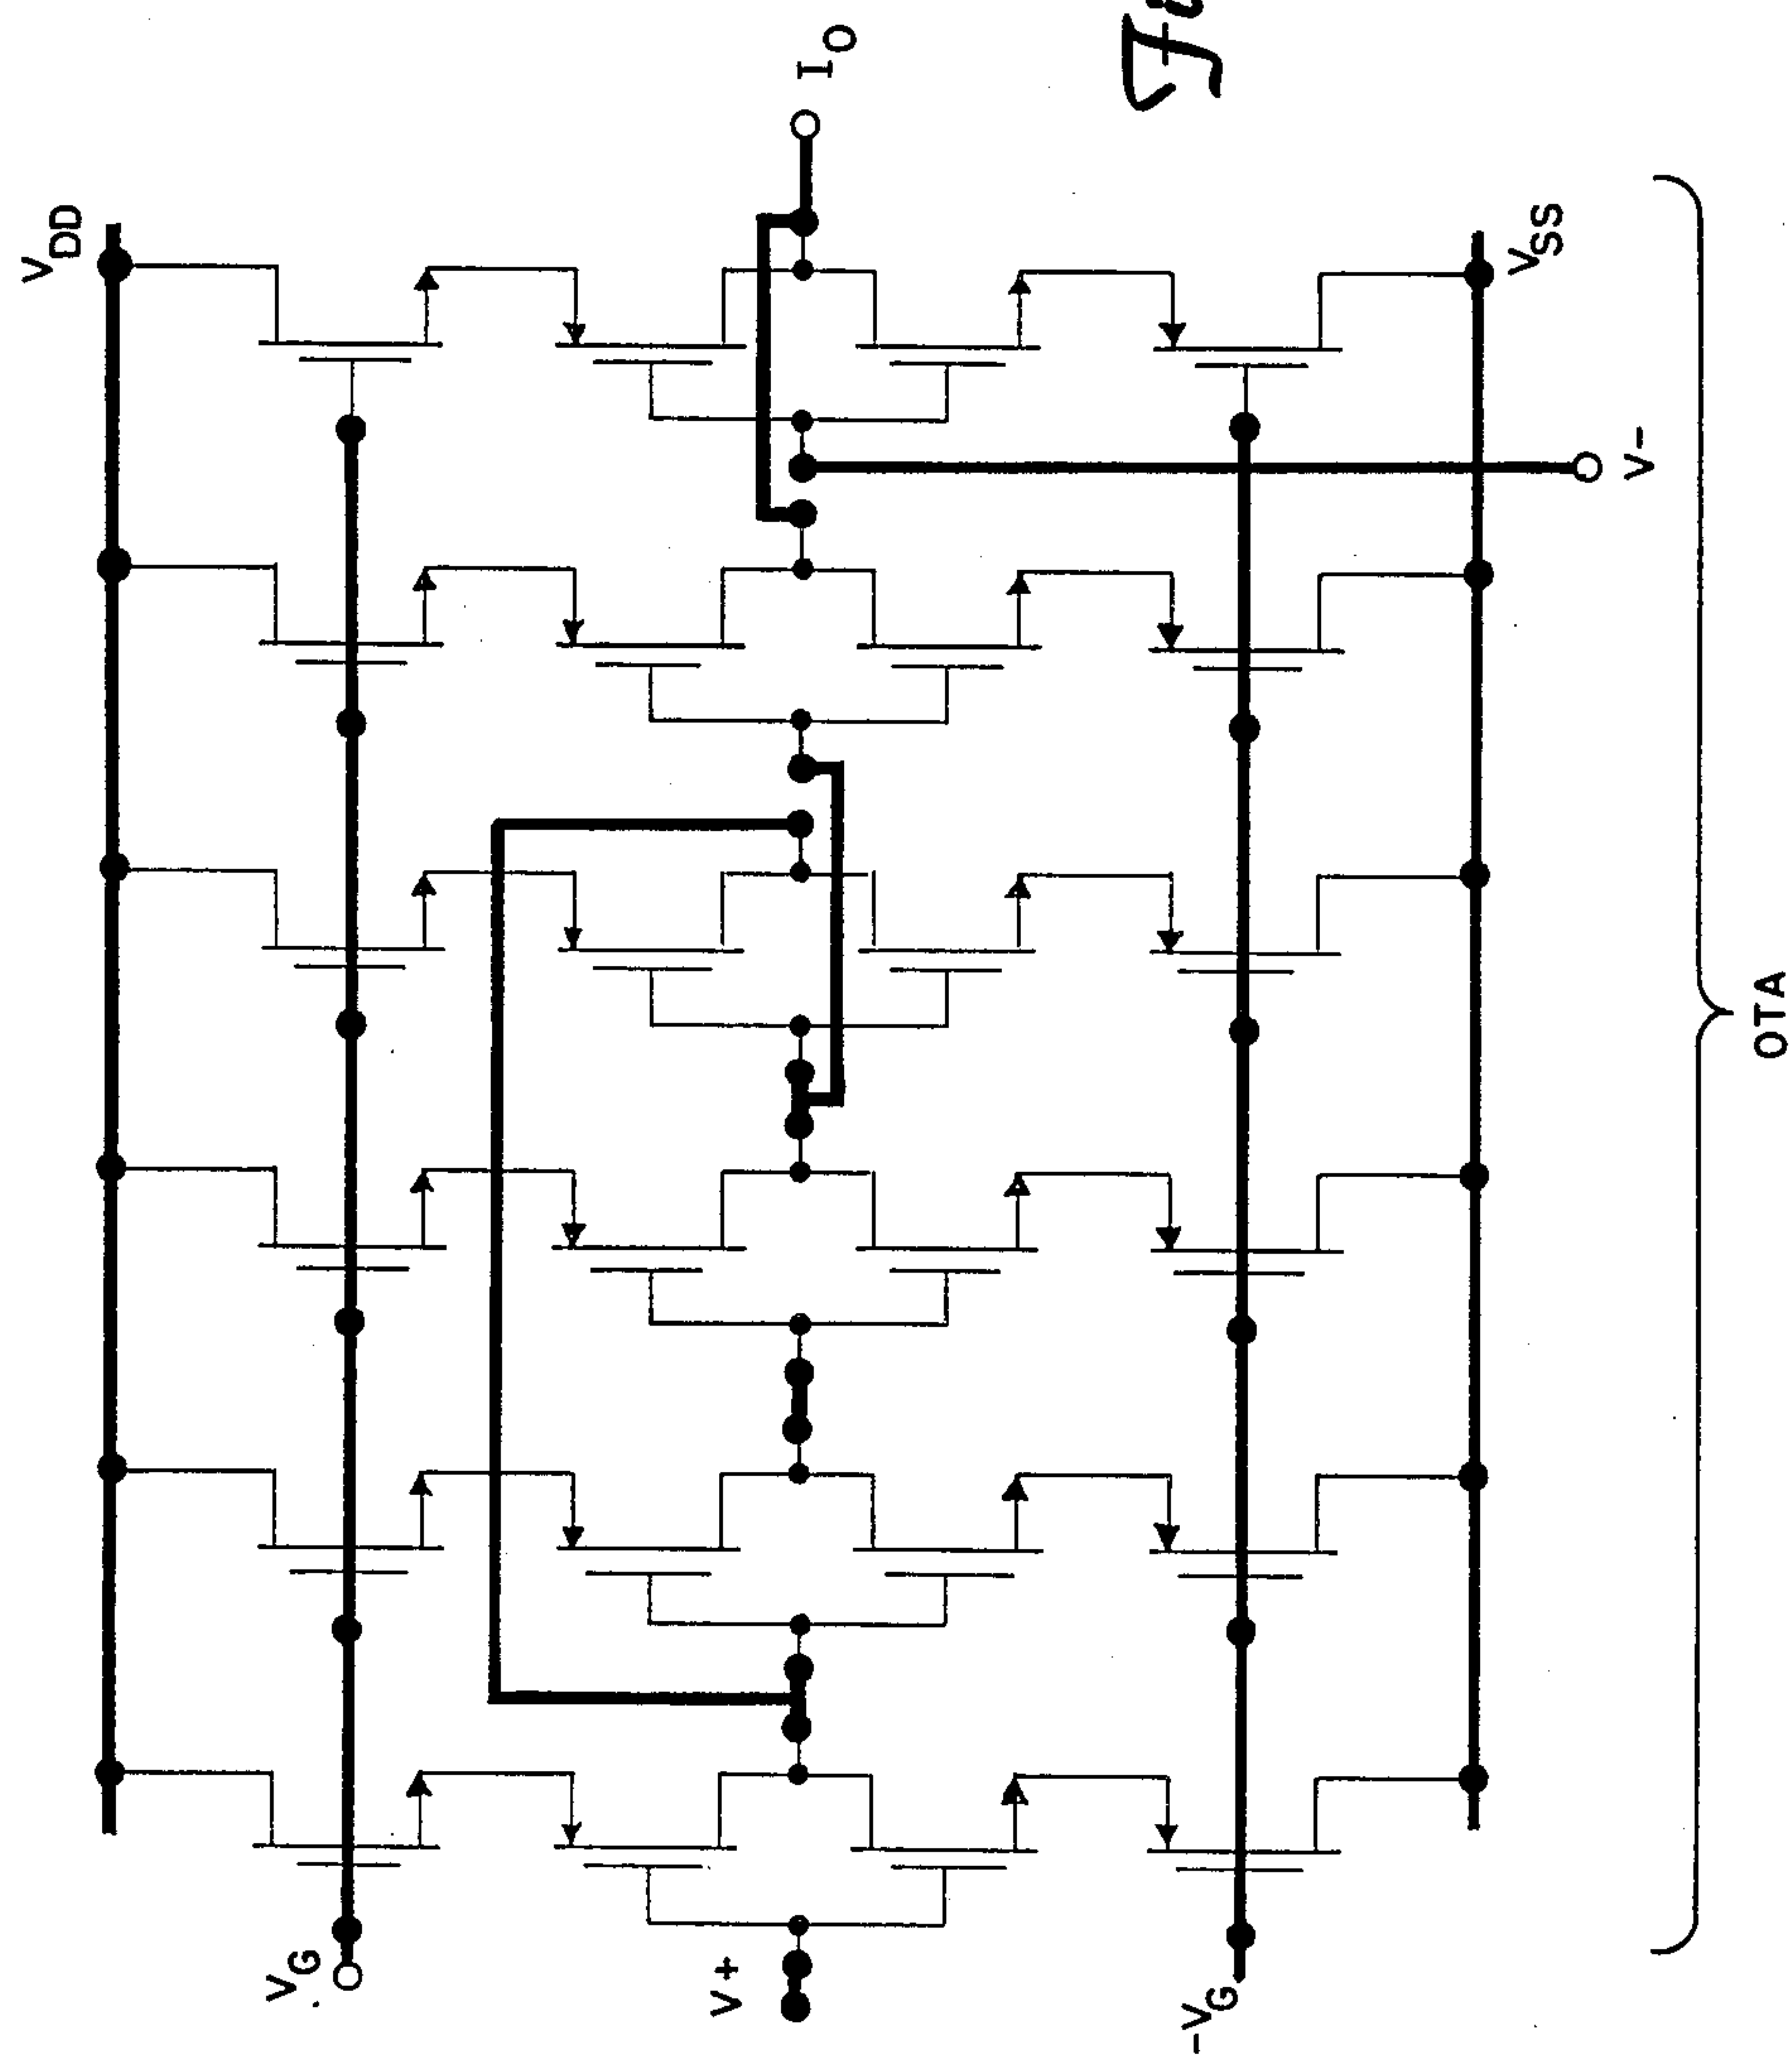 V_DD
I_O
V_G
V+
-V_G
V_SS
V-
OTA